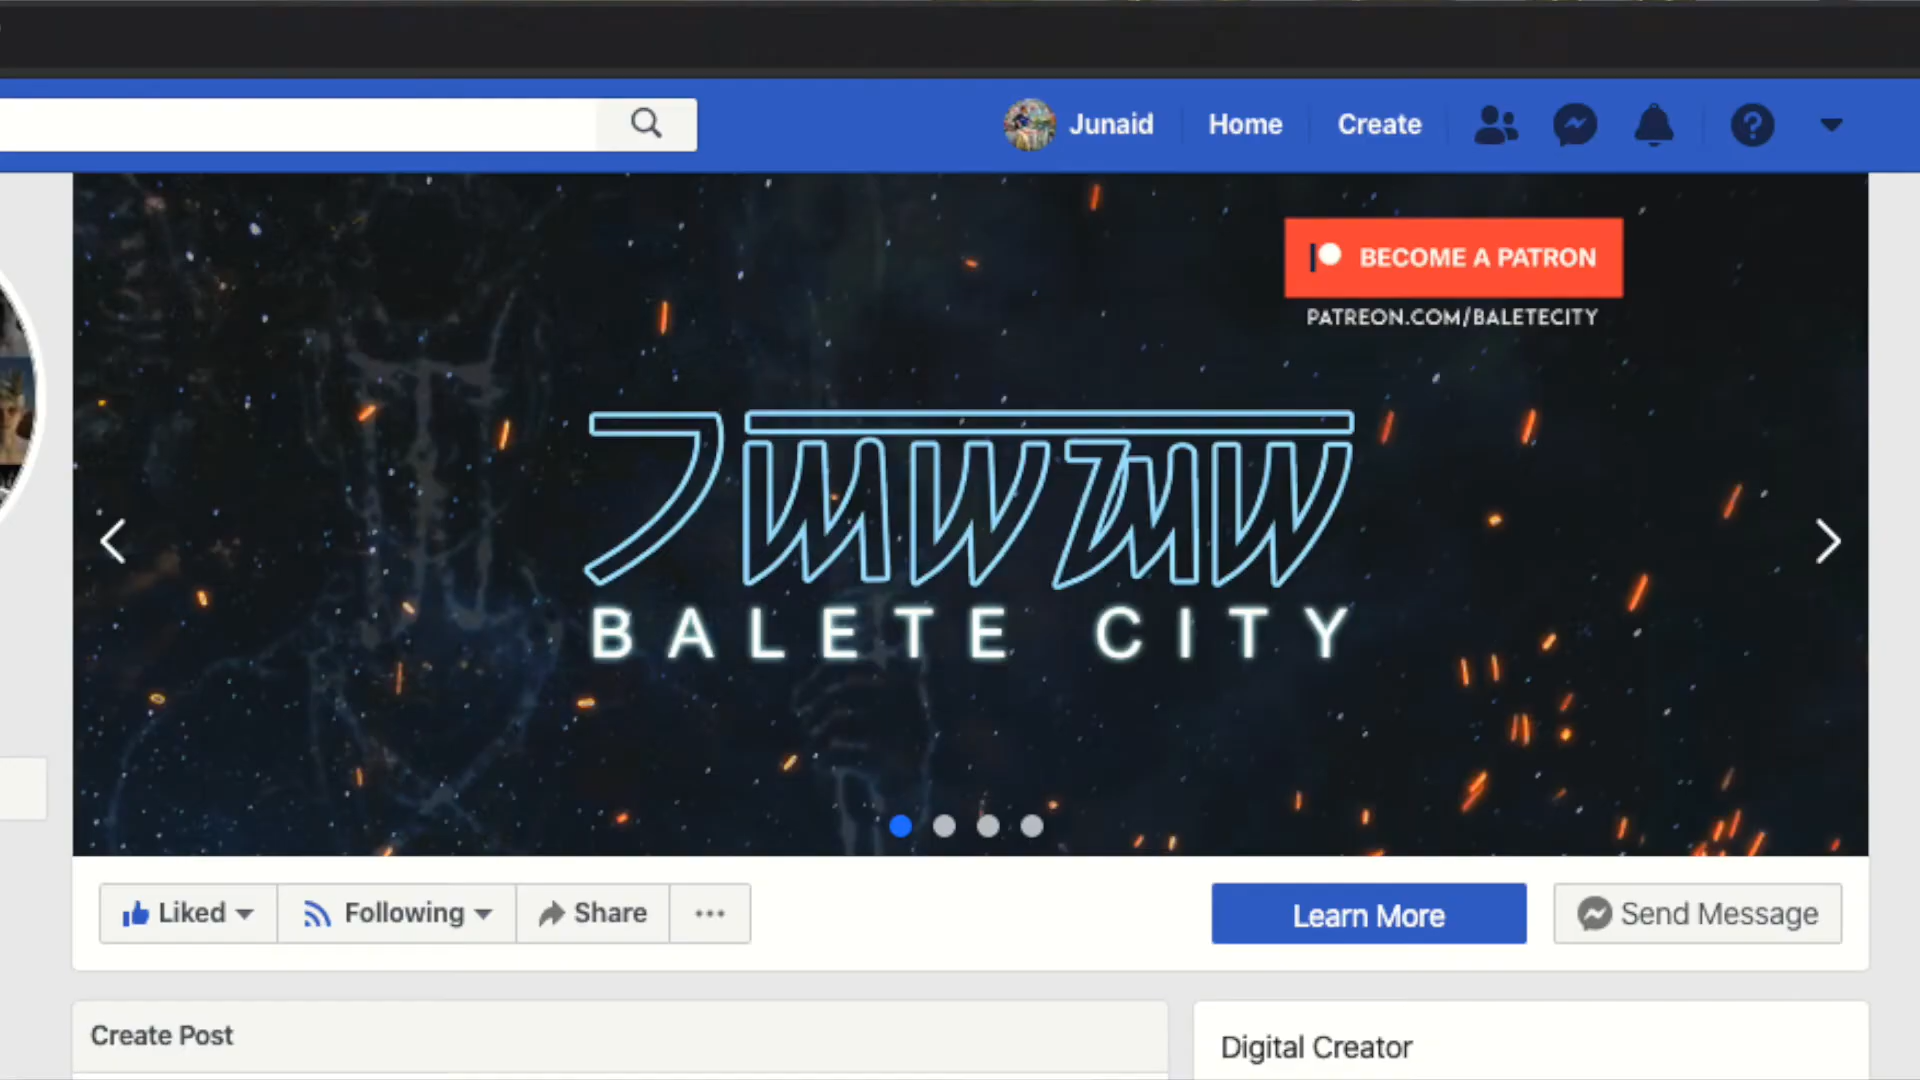 Junaid
Home
Create
BECOME A PATRON
PATREON.COM/BALETECITY
BALETE CITY
Liked
Following
Share
Learn More
Send Message
Create Post
Digital Creator